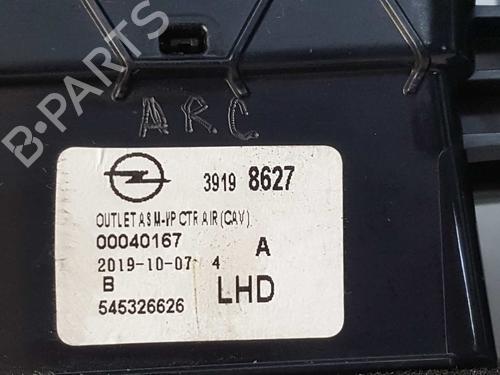 B-PARTS
ARC
3919 8627
OUTLET ASM-I/P CTR AIR (CAV)
00040167 A
2019-10-07 4
B LHD
545326626